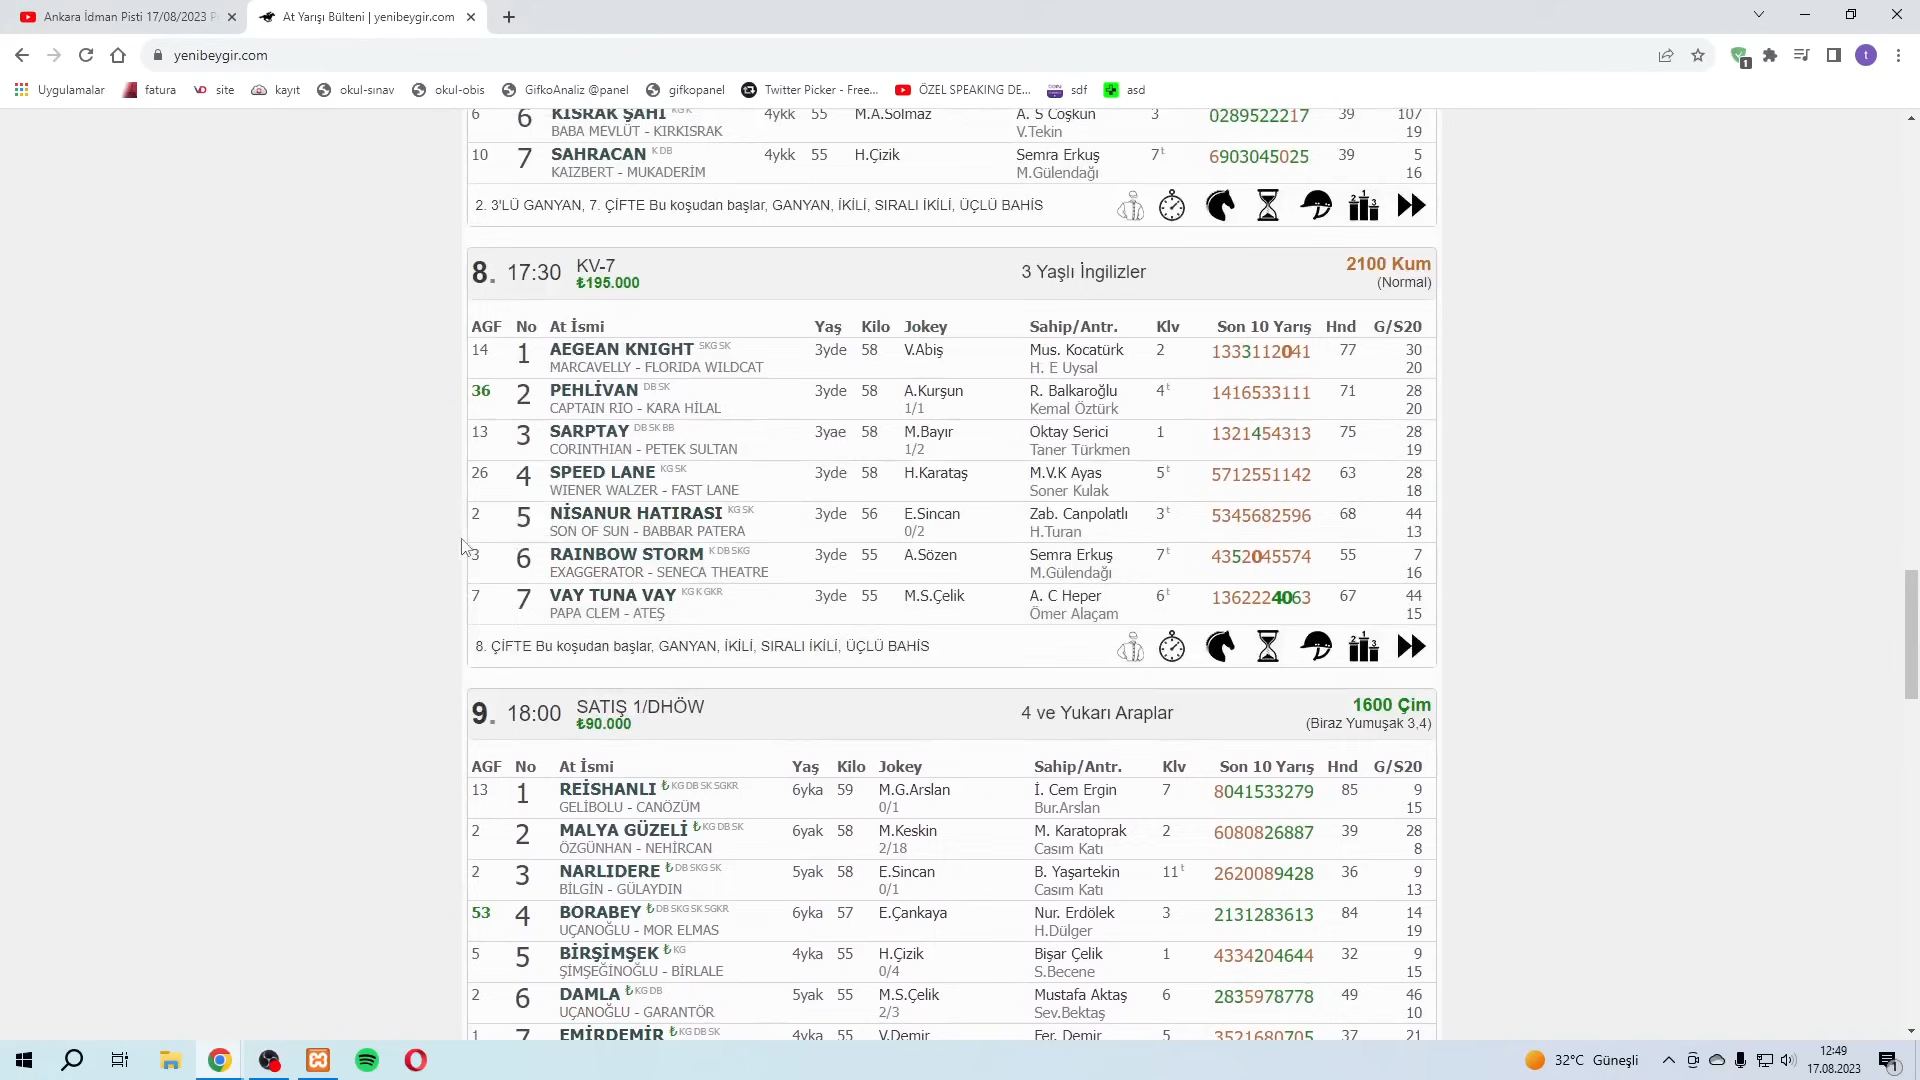 Ankara İdman Pisti 17/08/2023 P
At Yarışı Bülteni | yenibeygir.com
yenibeygir.com
1
t
Uygulamalar fatura VD site kayıt okul-sınav okul-obis GifkoAnaliz @panel gifkopanel Twitter Picker - Free... ÖZEL SPEAKING DE... sdf asd
6 6 KISRAK ŞAHI KG K 4ykk 55 M.A.Solmaz A. S Coşkun 3 0289522217 39 107
BABA MEVLÜT - KIRKISRAK V.Tekin 19
10 7 SAHRACAN K DB 4ykk 55 H.Çizik Semra Erkuş 7 t 6903045025 39 5
KAIZBERT - MUKADERİM M.Gülendağı 16
2. 3'LÜ GANYAN, 7. ÇİFTE Bu koşudan başlar, GANYAN, İKİLİ, SIRALI İKİLİ, ÜÇLÜ BAHİS
8. 17:30 KV-7 3 Yaşlı İngilizler 2100 Kum
₺195.000 (Normal)
AGF No At İsmi Yaş Kilo Jokey Sahip/Antr. Klv Son 10 Yarış Hnd G/S20
14 1 AEGEAN KNIGHT SKG SK 3yde 58 V.Abiş Mus. Kocatürk 2 1333112041 77 30
MARCAVELLY - FLORIDA WILDCAT H. E Uysal 20
36 2 PEHLİVAN DB SK 3yde 58 A.Kurşun R. Balkaroğlu 4 t 1416533111 71 28
CAPTAIN RIO - KARA HİLAL 1/1 Kemal Öztürk 20
13 3 SARPTAY DB SK BB 3yae 58 M.Bayır Oktay Serici 1 1321454313 75 28
CORINTHIAN - PETEK SULTAN 1/2 Taner Türkmen 19
26 4 SPEED LANE KG SK 3yde 58 H.Karataş M.V.K Ayas 5 t 5712551142 63 28
WIENER WALZER - FAST LANE Soner Kulak 18
2 5 NİSANUR HATIRASI KG SK 3yde 56 E.Sincan Zab. Canpolatlı 3 t 5345682596 68 44
SON OF SUN - BABBAR PATERA 0/2 H.Turan 13
3 6 RAINBOW STORM K DB SKG 3yde 55 A.Sözen Semra Erkuş 7 t 4352045574 55 7
EXAGGERATOR - SENECA THEATRE M.Gülendağı 16
7 7 VAY TUNA VAY KG K GKR 3yde 55 M.S.Çelik A. C Heper 6 t 1362224063 67 44
PAPA CLEM - ATEŞ Ömer Alaçam 15
8. ÇİFTE Bu koşudan başlar, GANYAN, İKİLİ, SIRALI İKİLİ, ÜÇLÜ BAHİS
9. 18:00 SATIŞ 1/DHÖW 4 ve Yukarı Araplar 1600 Çim
₺90.000 (Biraz Yumuşak 3,4)
AGF No At İsmi Yaş Kilo Jokey Sahip/Antr. Klv Son 10 Yarış Hnd G/S20
13 1 REİSHANLI ₺ KG DB SK SGKR 6yka 59 M.G.Arslan İ. Cem Ergin 7 8041533279 85 9
GELİBOLU - CANÖZÜM 0/1 Bur.Arslan 15
2 2 MALYA GÜZELİ ₺ KG DB SK 6yak 58 M.Keskin M. Karatoprak 2 6080826887 39 28
ÖZGÜNHAN - NEHİRCAN 2/18 Casım Katı 8
2 3 NARLIDERE ₺ DB SKG SK 5yak 58 E.Sincan B. Yaşartekin 11 t 2620089428 36 9
BİLGİN - GÜLAYDIN 0/1 Casım Katı 13
53 4 BORABEY ₺ DB SKG SK SGKR 6yka 57 E.Çankaya Nur. Erdölek 3 2131283613 84 14
UÇANOĞLU - MOR ELMAS H.Dülger 19
5 5 BİRŞİMŞEK ₺ KG 4yka 55 H.Çizik Bişar Çelik 1 4334204644 32 9
ŞİMŞEĞİNOĞLU - BİRLALE 0/4 S.Becene 15
2 6 DAMLA ₺ KG DB 5yak 55 M.S.Çelik Mustafa Aktaş 6 2835978778 49 46
UÇANOĞLU - GARANTÖR 2/3 Sev.Bektaş 10
1 7 EMİRDEMİR ₺ KG DB SK 4yka 55 V.Demir Fer. Demir 5 3521680705 37 21
32°C Güneşli
12:49
17.08.2023
1